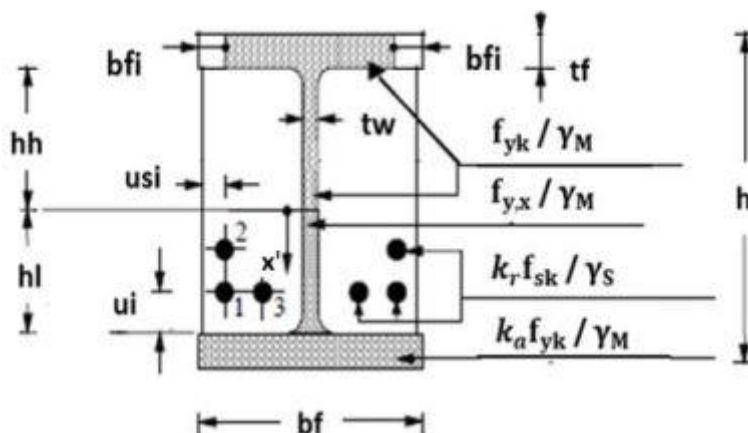 bfi
bfi
tf
hh
tw
f_yk / γ_M
usi
f_y,x / γ_M
h
2
x'
hl
k_r f_sk / γ_S
ui
1
3
k_a f_yk / γ_M
bf